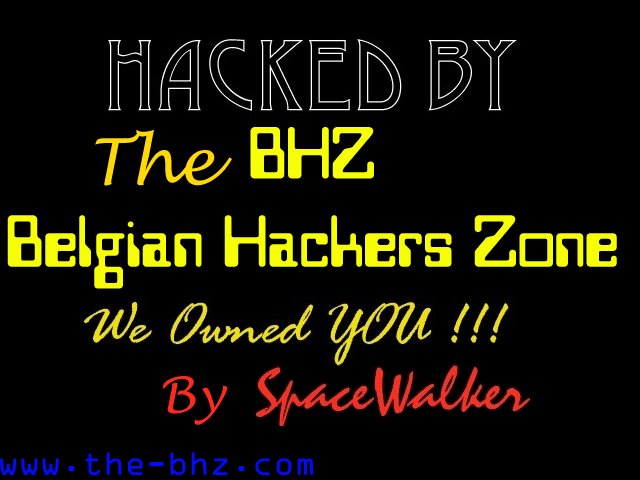 HACKED BY
The BHZ
Belgian Hackers Zone
We Owned YOU !!!
By SpaceWalker
www.the-bhz.com